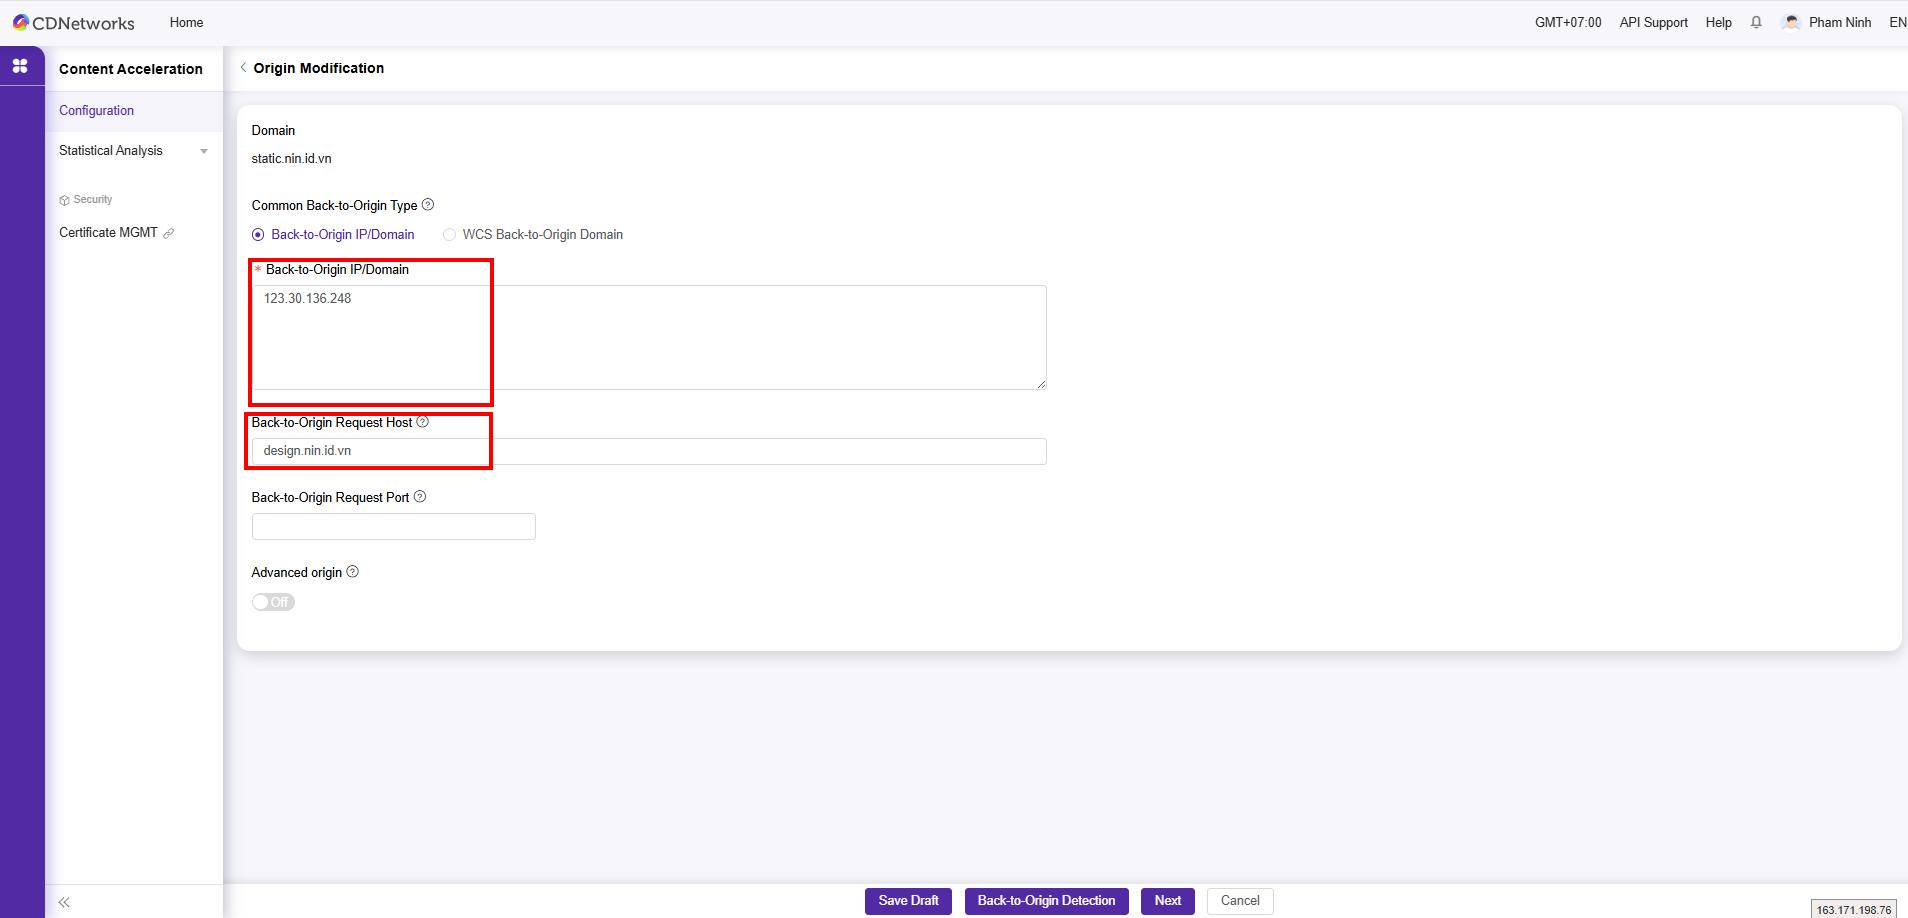 CDNetworks Home GMT+07:00 API Support Help Pham Ninh EN
Content Acceleration
Configuration
Statistical Analysis
Security
Certificate MGMT
Origin Modification
Domain
static.nin.id.vn
Common Back-to-Origin Type
Back-to-Origin IP/Domain WCS Back-to-Origin Domain
* Back-to-Origin IP/Domain
123.30.136.248
Back-to-Origin Request Host
design.nin.id.vn
Back-to-Origin Request Port
Advanced origin
Off
Save Draft Back-to-Origin Detection Next Cancel
163.171.198.76